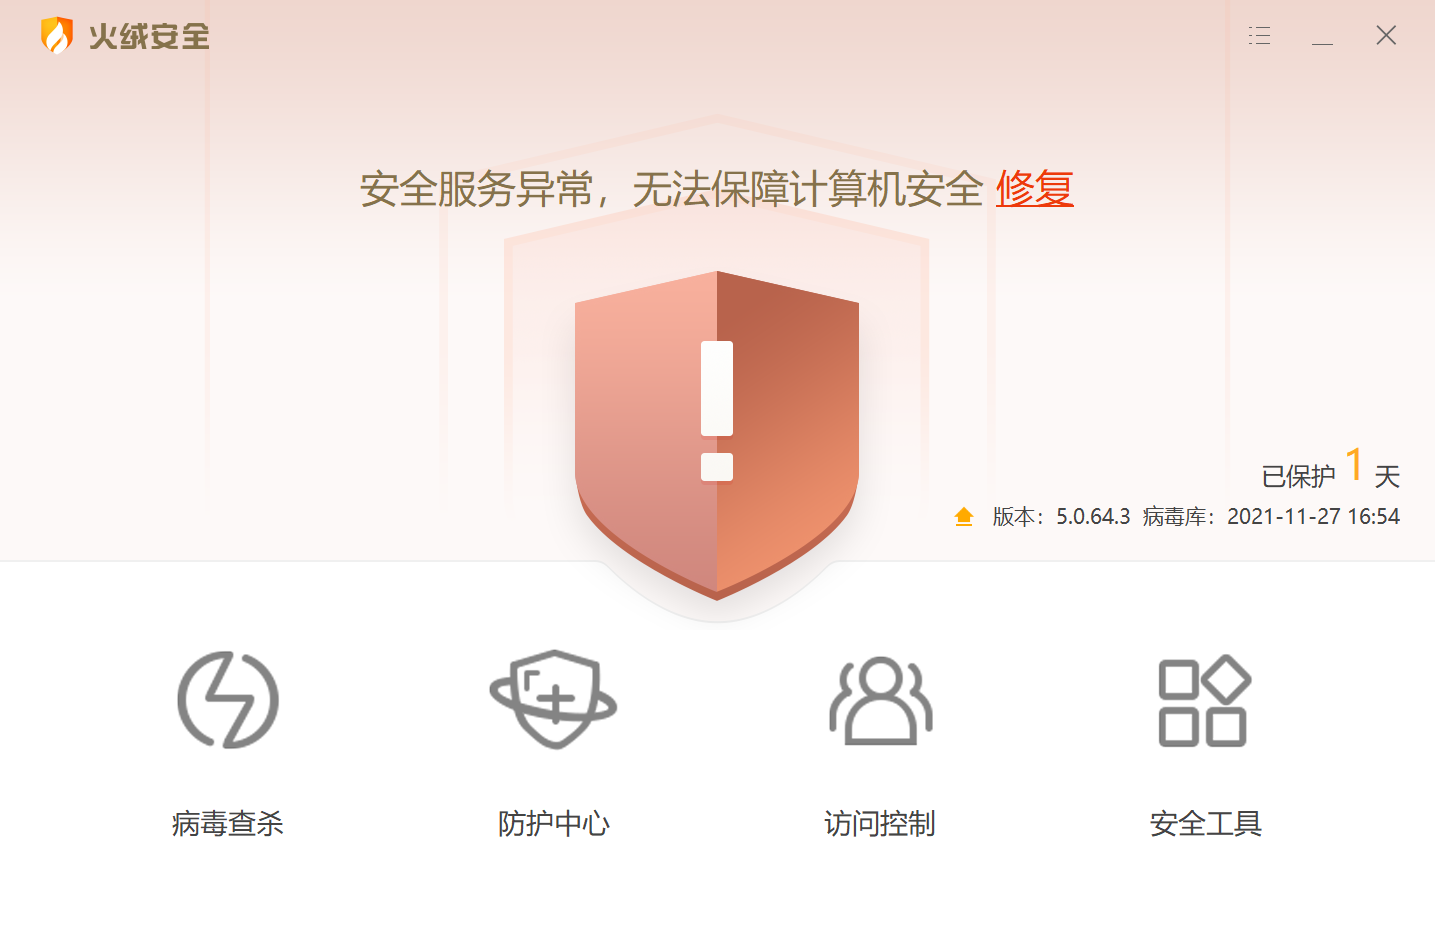 火绒安全
安全服务异常，无法保障计算机安全 修复
已保护 1 天
版本：5.0.64.3 病毒库：2021-11-27 16:54
病毒查杀 防护中心 访问控制 安全工具